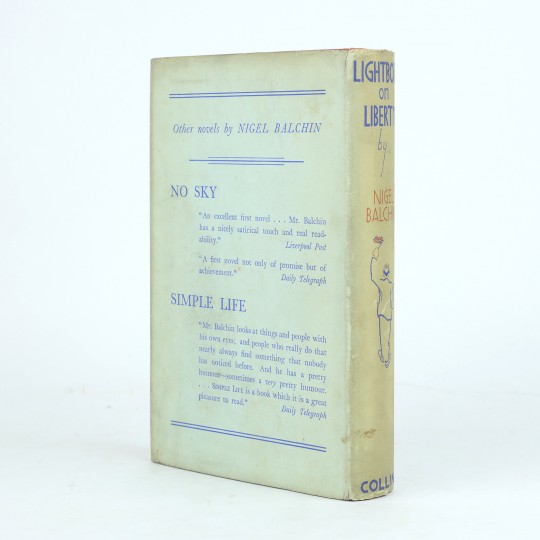 Other novels by NIGEL BALCHIN
NO SKY
"An excellent first novel . . . Mr. Balchin
has a nicely satirical touch and real read-
ability."
Liverpool Post
"A first novel not only of promise but of
achievement."
Daily Telegraph
SIMPLE LIFE
"Mr. Balchin looks at things and people with
his own eyes; and people who really do that
nearly always find something that nobody
has noticed before. And he has a pretty
humour—sometimes a very pretty humour.
. . . SIMPLE LIFE is a book which it is a great
pleasure to read."
Daily Telegraph
LIGHTBO
on
LIBERTY
by
NIGEL
BALCHI
COLLIN